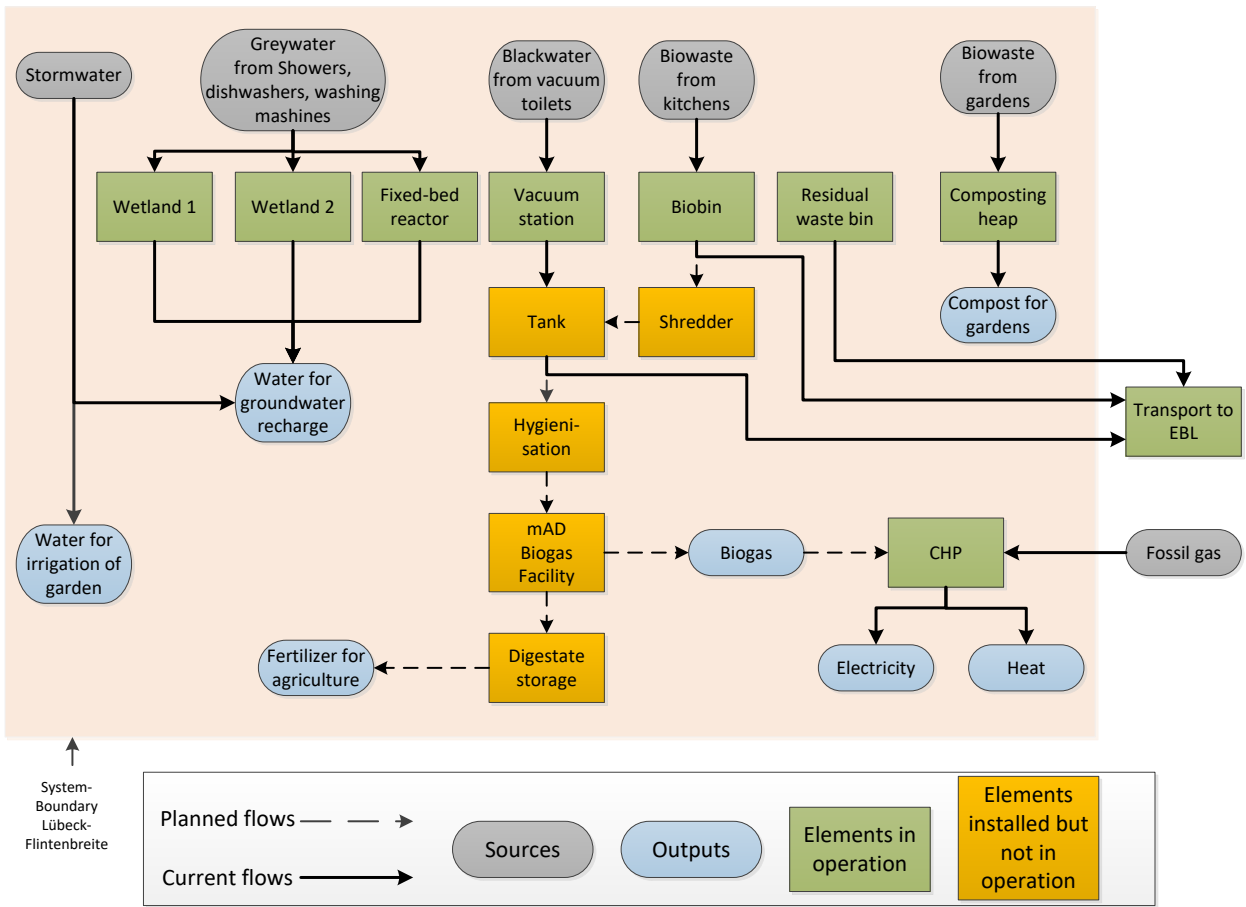 Stormwater
Greywater
from Showers,
dishwashers, washing
mashines
Blackwater
from vacuum
toilets
Biowaste
from
kitchens
Biowaste
from
gardens
Wetland 1
Wetland 2
Fixed-bed
reactor
Vacuum
station
Biobin
Residual
waste bin
Composting
heap
Tank
Shredder
Compost for
gardens
Water for
groundwater
recharge
Hygieni-
sation
Transport to
EBL
Water for
irrigation of
garden
mAD
Biogas
Facility
Biogas
CHP
Fossil gas
Fertilizer for
agriculture
Digestate
storage
Electricity
Heat
System-
Boundary
Lübeck-
Flintenbreite
Planned flows
Current flows
Sources
Outputs
Elements in
operation
Elements
installed but
not in
operation